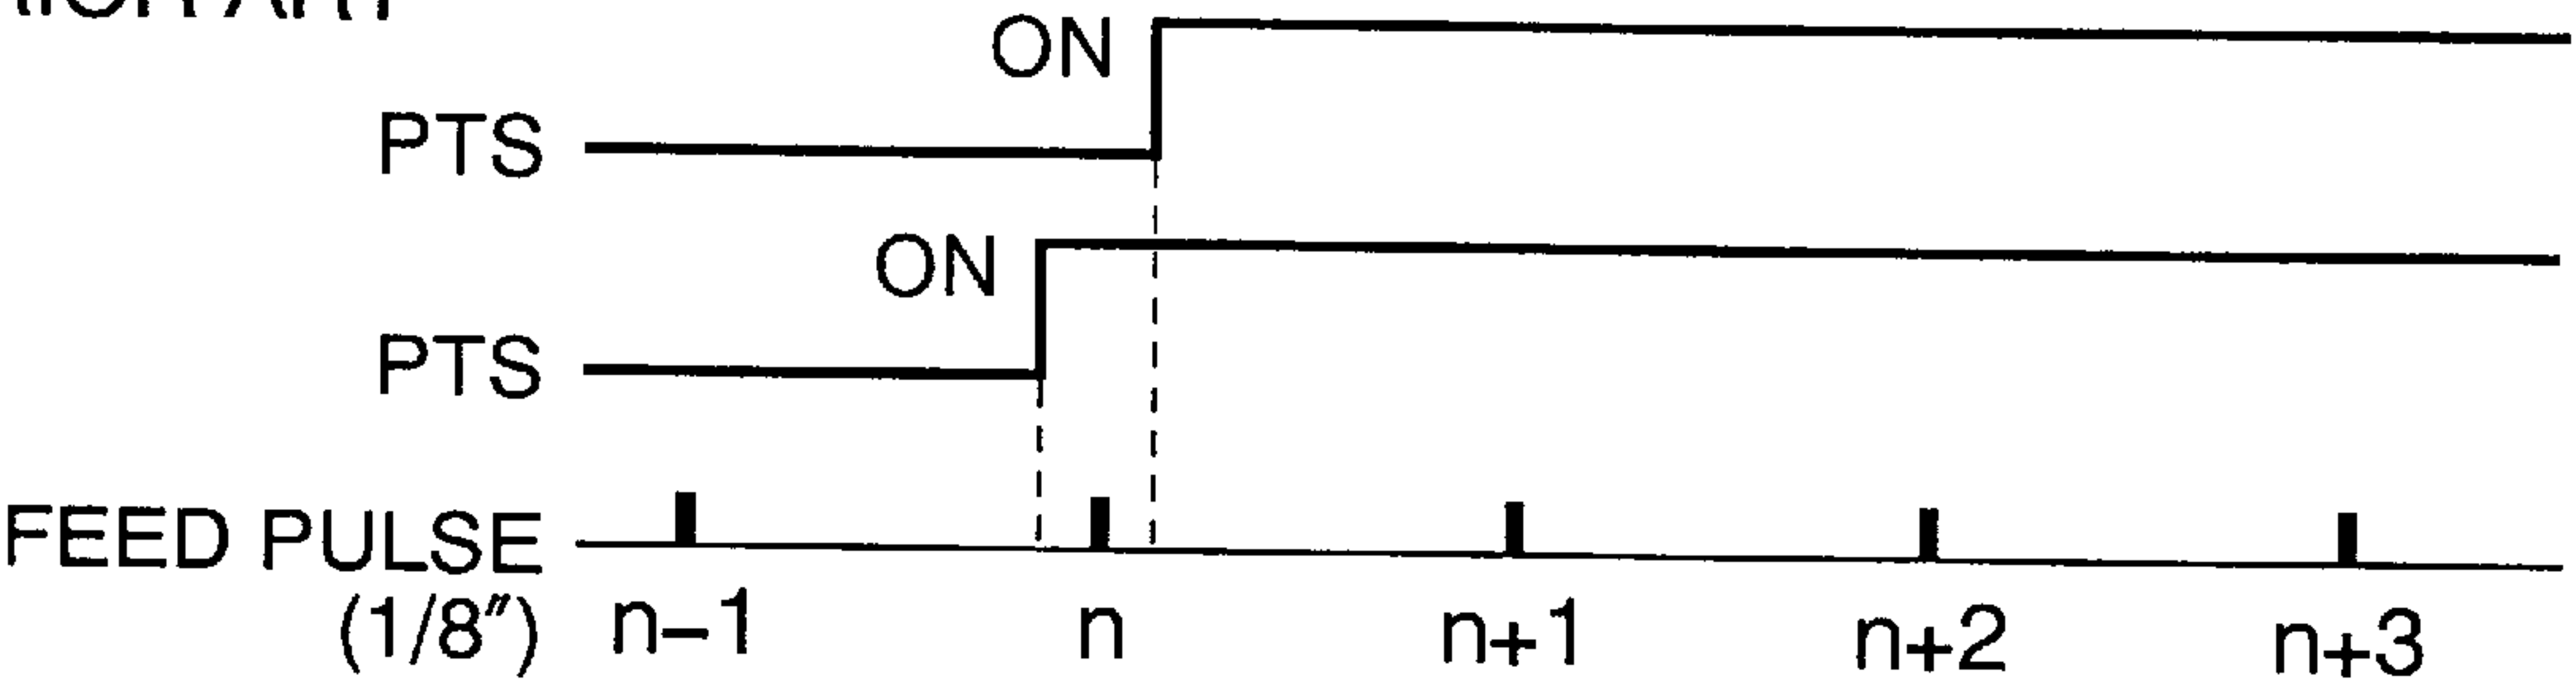 ON
PTS
ON
PTS
FEED PULSE
(1/8″) n–1 n n+1 n+2 n+3